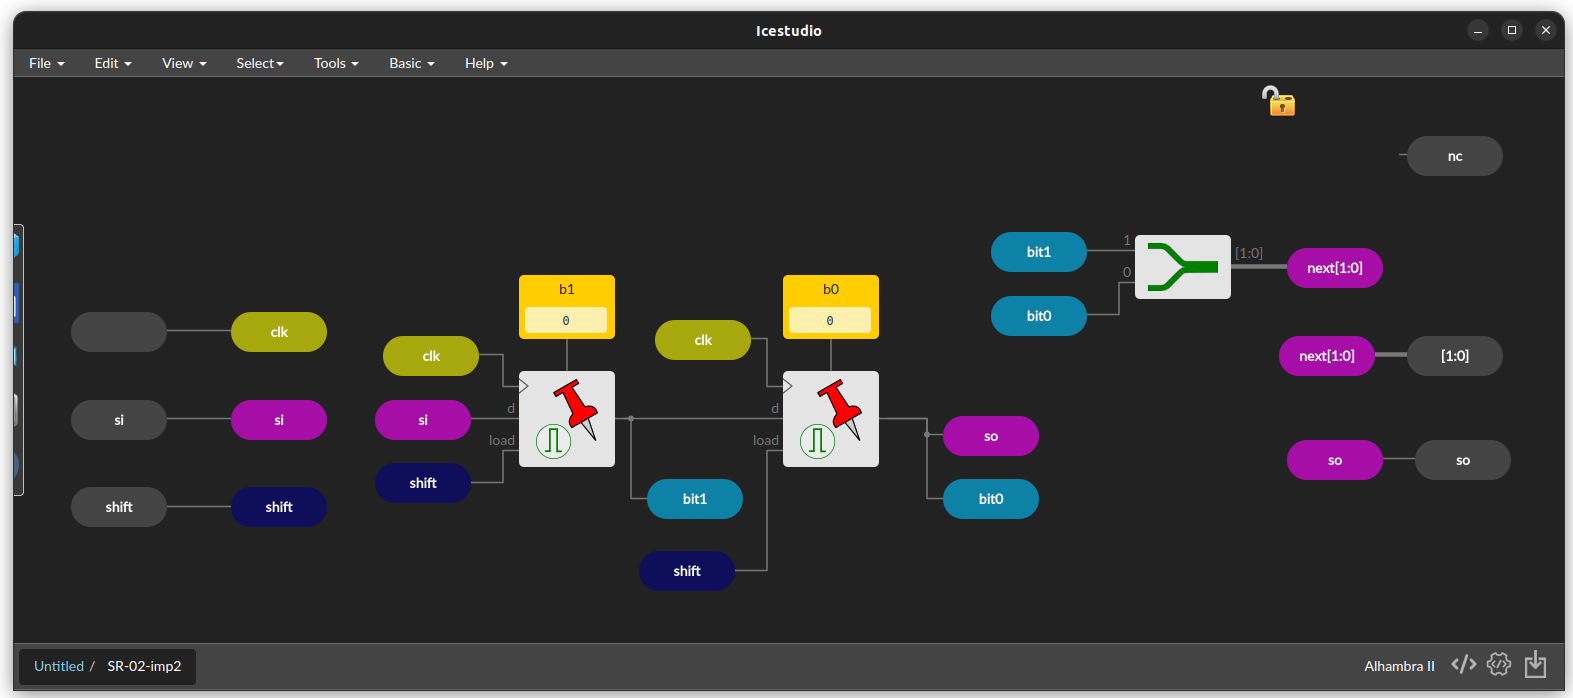 Icestudio
File Edit View Select Tools Basic Help
nc
bit1
1
[1:0]
next[1:0]
0
bit0
b1
0
b0
0
clk
clk
clk
next[1:0]
[1:0]
si
si
si
d
load
d
load
so
so
so
shift
shift
shift
bit1
bit0
shift
Untitled / SR-02-imp2
Alhambra II